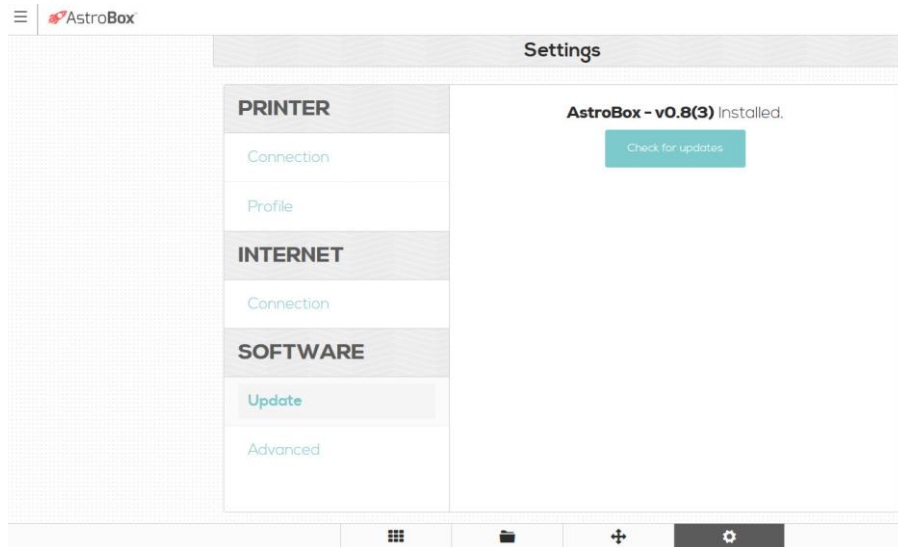 AstroBox
Settings
PRINTER
Connection
Profile
INTERNET
Connection
SOFTWARE
Update
Advanced
AstroBox - v0.8(3) Installed.
Check for updates